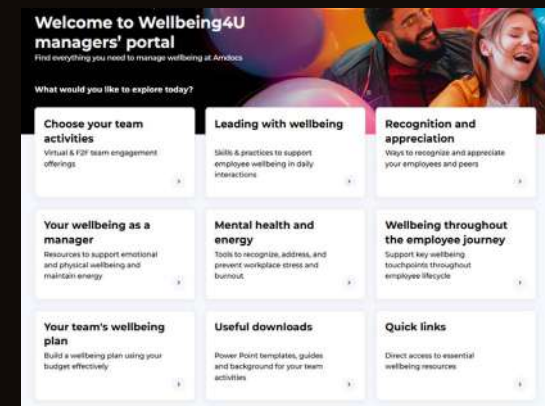 Welcome to Wellbeing4U
managers' portal
Find everything you need to manage wellbeing at Amdocs
What would you like to explore today?
Choose your team
activities
Virtual & F2F team engagement
offerings
Leading with wellbeing
Skills & practices to support
employee wellbeing in daily
interactions
Recognition and
appreciation
Ways to recognize and appreciate
your employees and peers
Your wellbeing as a
manager
Resources to support emotional
and physical wellbeing and
maintain energy
Mental health and
energy
Tools to recognize, address, and
prevent workplace stress and
burnout
Wellbeing throughout
the employee journey
Support key wellbeing
touchpoints throughout
employee lifecycle
Your team's wellbeing
plan
Build a wellbeing plan using your
budget effectively
Useful downloads
Power Point templates, guides
and background for your team
activities
Quick links
Direct access to essential
wellbeing resources